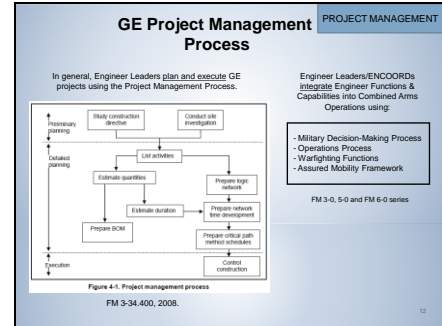 GE Project Management
Process
PROJECT MANAGEMENT
In general, Engineer Leaders plan and execute GE
projects using the Project Management Process.
Preliminary
planning
Study construction
directive
Conduct site
investigation
Detailed
planning
List activities
Estimate quantities
Prepare logic
network
Estimate duration
Prepare network
time development
Prepare BOM
Prepare critical path
method schedules
Execution
Control
construction
Figure 4-1. Project management process
FM 3-34.400, 2008.
Engineer Leaders/ENCOORDs
integrate Engineer Functions &
Capabilities into Combined Arms
Operations using:
- Military Decision-Making Process
- Operations Process
- Warfighting Functions
- Assured Mobility Framework
FM 3-0, 5-0 and FM 6-0 series